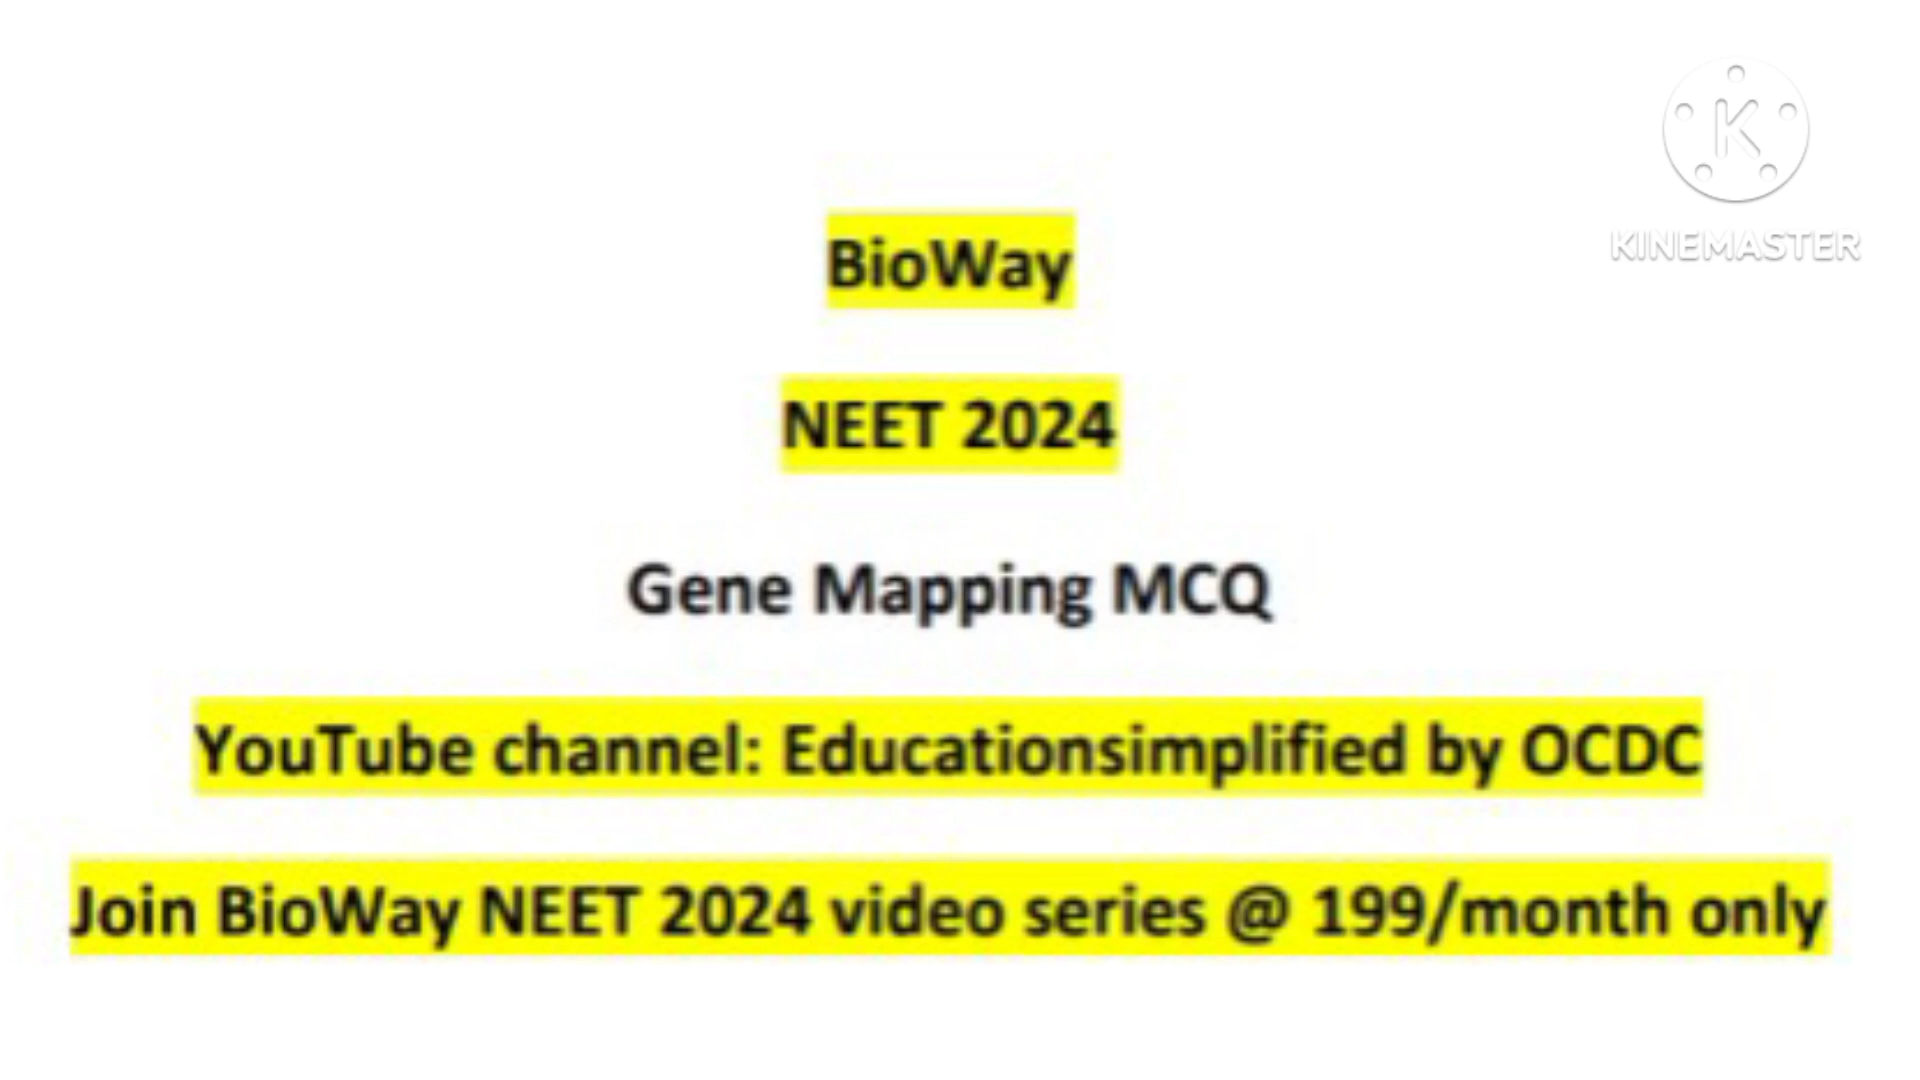 KINEMASTER
BioWay
NEET 2024
Gene Mapping MCQ
YouTube channel: Educationsimplified by OCDC
Join BioWay NEET 2024 video series @ 199/month only